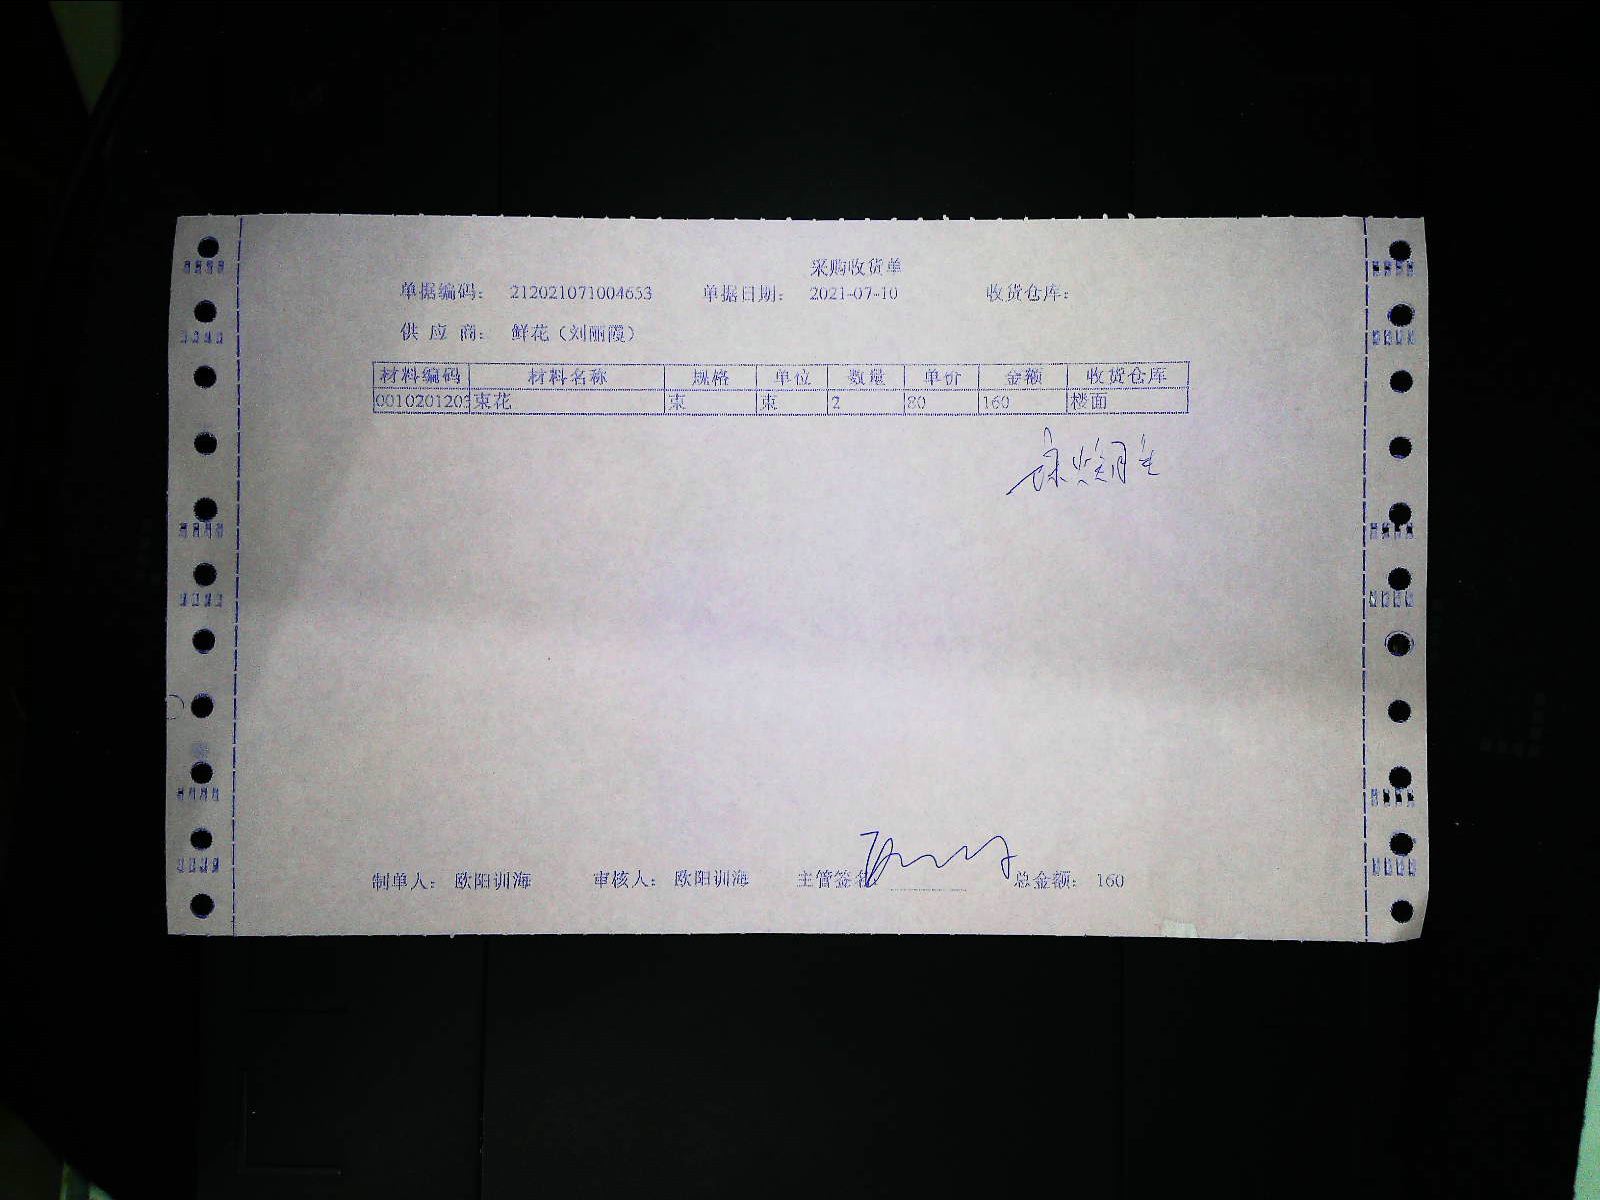 采购收货单
单据编码： 212021071004653 单据日期： 2021-07-10 收货仓库：
供 应 商： 鲜花（刘丽霞）
材料编码 材料名称 规格 单位 数量 单价 金额 收货仓库
0010201203 束花 束 束 2 80 160 楼面
制单人： 欧阳训海 审核人： 欧阳训海 主管签名： 总金额： 160